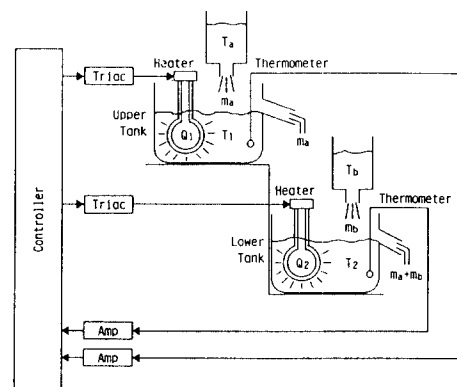 Controller
Triac
Heater
Ta
Thermometer
ma
Upper
Tank
Q1
T1
ma
Triac
Heater
Tb
Thermometer
mb
Lower
Tank
Q2
T2
ma+mb
Amp
Amp